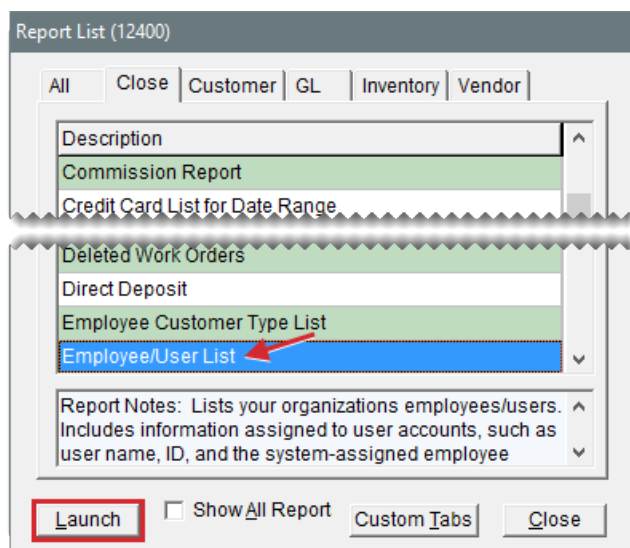 Report List (12400)
All Close Customer GL Inventory Vendor
Description
Commission Report
Credit Card List for Date Range
Deleted Work Orders
Direct Deposit
Employee Customer Type List
Employee/User List
Report Notes: Lists your organizations employees/users.
Includes information assigned to user accounts, such as
user name, ID, and the system-assigned employee
Launch Show All Report Custom Tabs Close